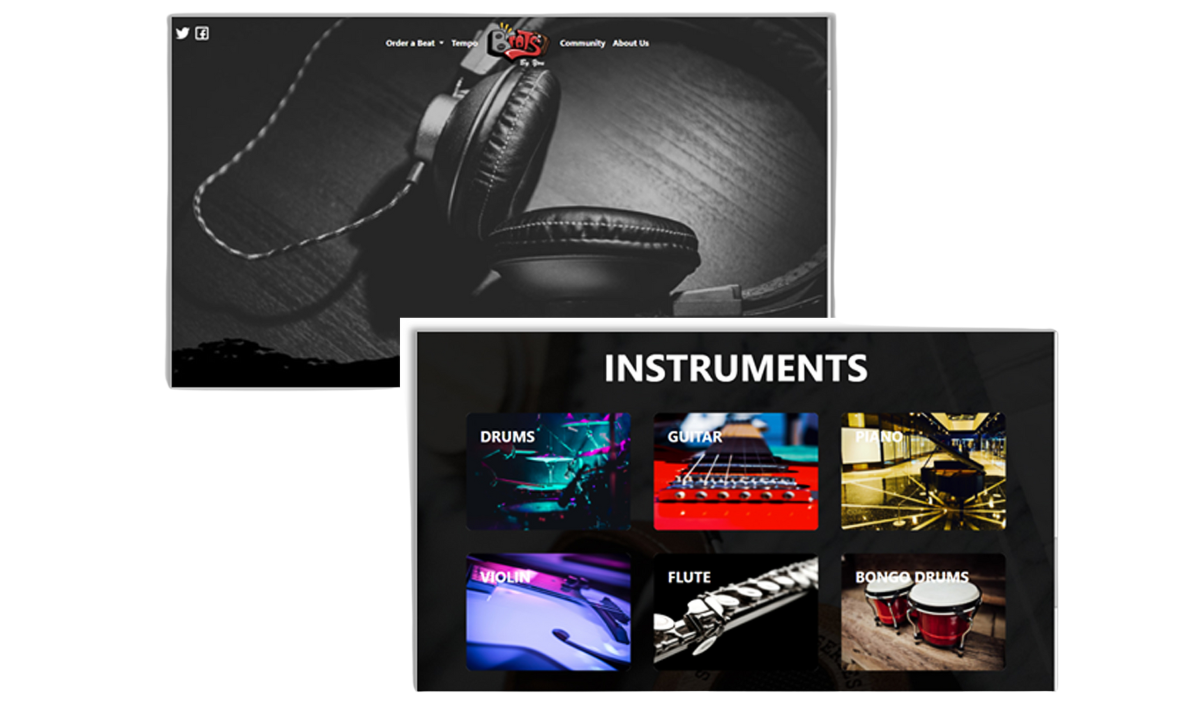 Order a Beat
Tempo
Beats
By You
Community
About Us
INSTRUMENTS
DRUMS
GUITAR
PIANO
VIOLIN
FLUTE
BONGO DRUMS